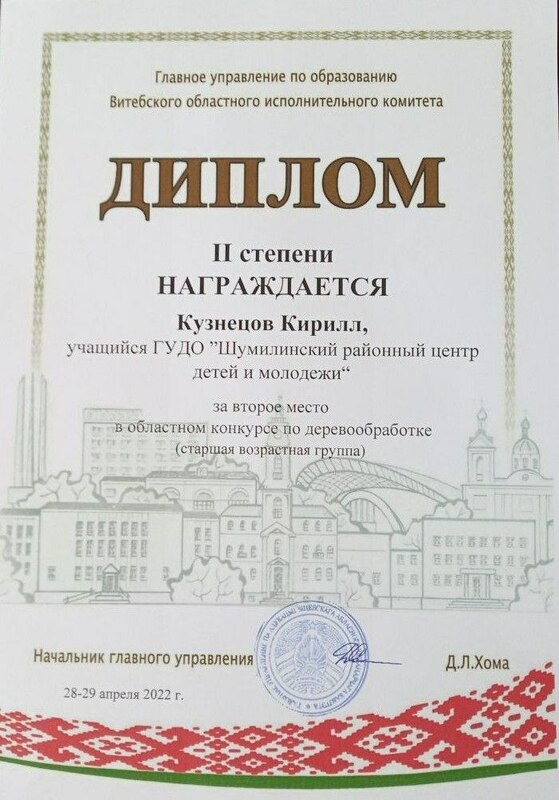 Главное управление по образованию
Витебского областного исполнительного комитета
ДИПЛОМ
II степени
НАГРАЖДАЕТСЯ
Кузнецов Кирилл,
учащийся ГУДО ”Шумилинский районный центр
детей и молодежи“
за второе место
в областном конкурсе по деревообработке
(старшая возрастная группа)
Начальник главного управления
Д.Л.Хома
28-29 апреля 2022 г.